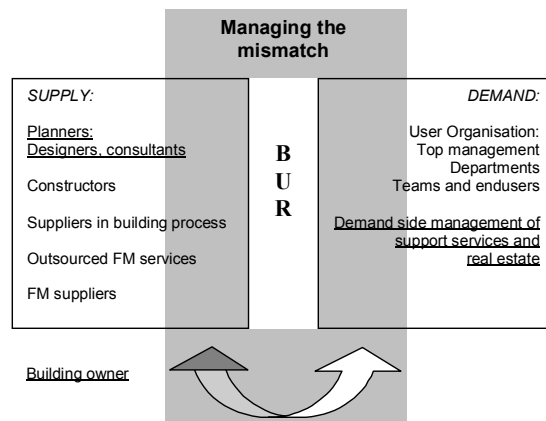 Managing the
mismatch
SUPPLY:
Planners:
Designers, consultants
Constructors
Suppliers in building process
Outsourced FM services
FM suppliers
B
U
R
DEMAND:
User Organisation:
Top management
Departments
Teams and endusers
Demand side management of
support services and
real estate
Building owner